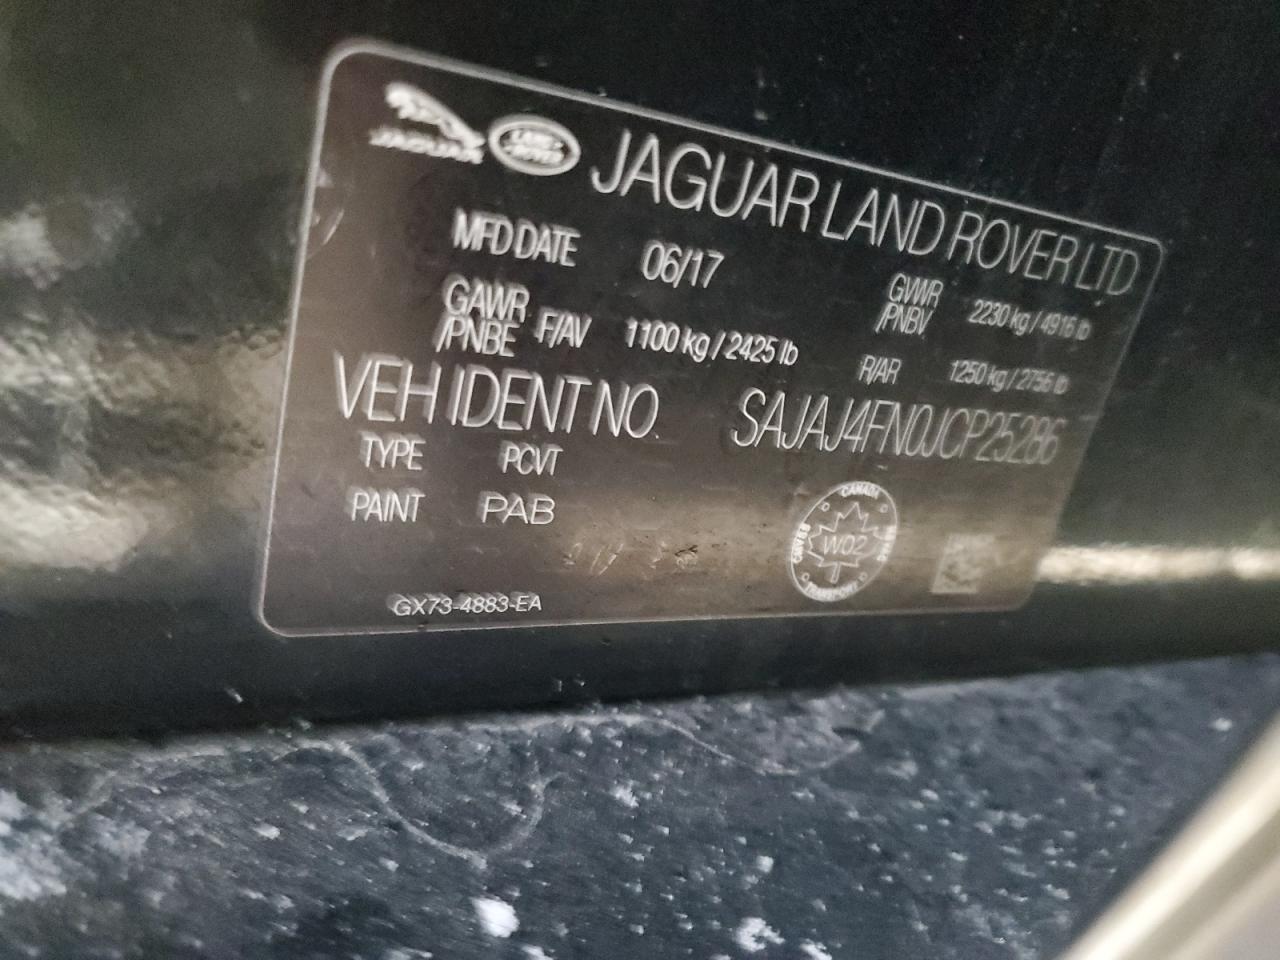 JAGUAR
LAND
ROVER
JAGUAR LAND ROVER LTD
MFD DATE 06/17
GVWR
/PNBV 2230 kg / 4916 lb
GAWR
/PNBE F/AV 1100 kg / 2425 lb R/AR 1250 kg / 2756 lb
VEH IDENT NO. SAJAJ4FN0JCP25286
TYPE PCVT
PAINT PAB
CANADA
W02
TRANSPORT
GX73-4883-EA